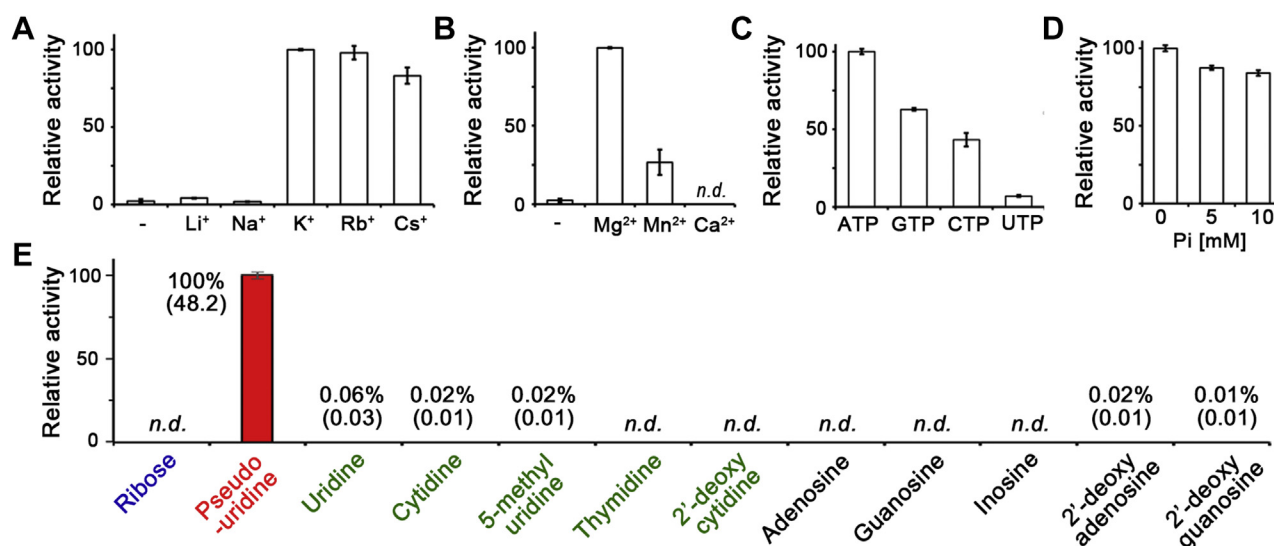 A
Relative activity
100
50
0
-
Li⁺
Na⁺
K⁺
Rb⁺
Cs⁺
B
Relative activity
100
50
0
-
Mg²⁺
Mn²⁺
Ca²⁺
n.d.
C
Relative activity
100
50
0
ATP
GTP
CTP
UTP
D
Relative activity
100
50
0
0
5
10
Pi [mM]
E
Relative activity
100
50
0
n.d.
100%
(48.2)
0.06%
(0.03)
0.02%
(0.01)
0.02%
(0.01)
n.d.
n.d.
n.d.
n.d.
n.d.
0.02%
(0.01)
0.01%
(0.01)
Ribose
Pseudo
-uridine
Uridine
Cytidine
5-methyl
uridine
Thymidine
2'-deoxy
cytidine
Adenosine
Guanosine
Inosine
2'-deoxy
adenosine
2'-deoxy
guanosine